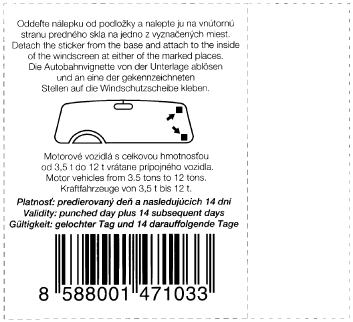 Oddeľte nálepku od podložky a nalepte ju na vnútornú
stranu predného skla na jedno z vyznačených miest.
Detach the sticker from the base and attach to the inside
of the windscreen at either of the marked places.
Die Autobahnvignette von der Unterlage ablösen
und an eine der gekennzeichneten
Stellen auf die Windschutzscheibe kleben.
Motorové vozidlá s celkovou hmotnosťou
od 3,5 t do 12 t vrátane prípojného vozidla.
Motor vehicles from 3.5 tons to 12 tons.
Kraftfahrzeuge von 3,5 t bis 12 t.
Platnosť: predierovaný deň a nasledujúcich 14 dní
Validity: punched day plus 14 subsequent days
Gültigkeit: gelochter Tag und 14 darauffolgende Tage
8 588001 471033